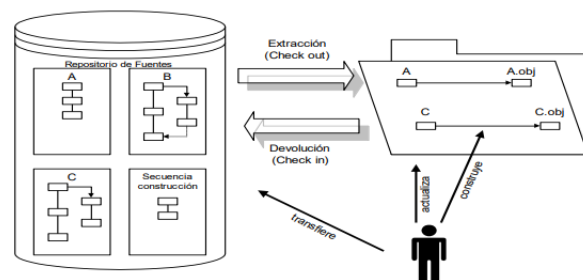 Repositorio de Fuentes
A
B
C
Secuencia
construcción
Extracción
(Check out)
Devolución
(Check in)
A
A.obj
C
C.obj
actualiza
construye
transfiere